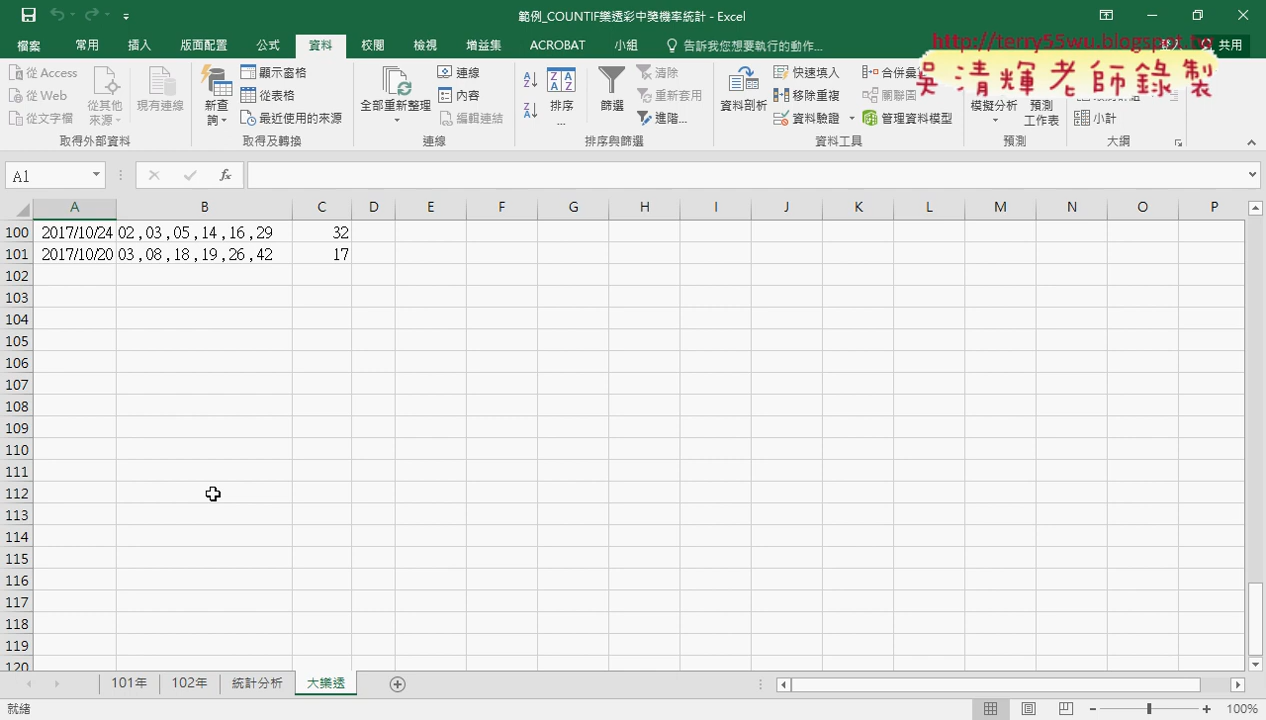 範例_COUNTIF樂透彩中獎機率統計 - Excel
http://terry55wu.blogspot.tw
吳清輝老師錄製
檔案 常用 插入 版面配置 公式 資料 校閱 檢視 增益集 ACROBAT 小組 告訴我您想要執行的動作... 共用
從 Access
從 Web
從文字檔
從其他來源
現有連線
取得外部資料
新查詢
顯示窗格
從表格
最近使用的來源
取得及轉換
全部重新整理
連線
內容
編輯連結
連線
排序...
篩選
清除
重新套用
進階...
排序與篩選
資料剖析
快速填入
移除重複
資料驗證
管理資料模型
資料工具
模擬分析
預測工作表
預測
小計
大綱
A1
fx
A B C D E F G H I J K L M N O P
100 2017/10/24 02 , 03 , 05 , 14 , 16 , 29 32
101 2017/10/20 03 , 08 , 18 , 19 , 26 , 42 17
102
103
104
105
106
107
108
109
110
111
112
113
114
115
116
117
118
119
120
101年 102年 統計分析 大樂透
就緒 100%